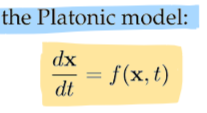 the Platonic model:
dx
dt
= f(x, t)